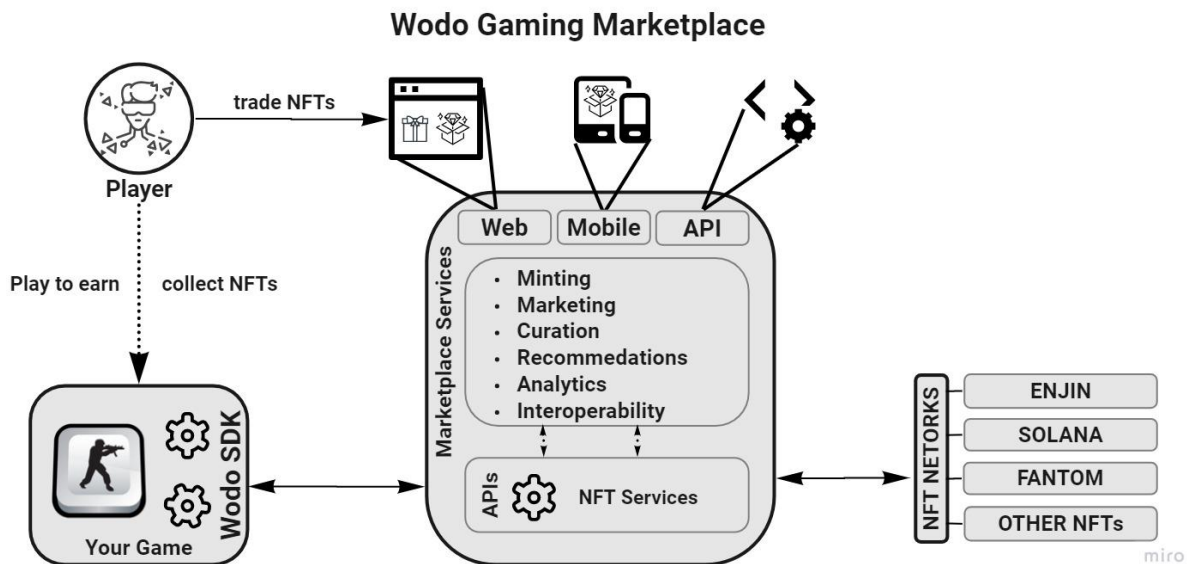 Wodo Gaming Marketplace
trade NFTs
Player
Play to earn
collect NFTs
Web
Mobile
API
Marketplace Services
• Minting
• Marketing
• Curation
• Recommedations
• Analytics
• Interoperability
APIs
NFT Services
Wodo SDK
Your Game
NFT NETORKS
ENJIN
SOLANA
FANTOM
OTHER NFTs
miro